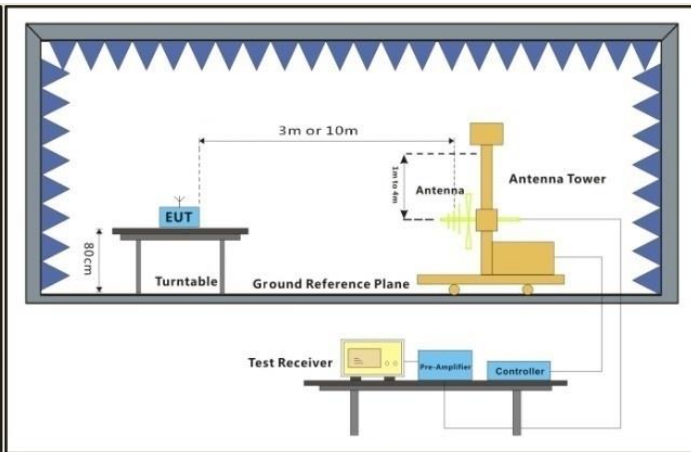 3m or 10m
1m to 4m
Antenna
Antenna Tower
EUT
80cm
Turntable
Ground Reference Plane
Test Receiver
Pre-Amplifier
Controller